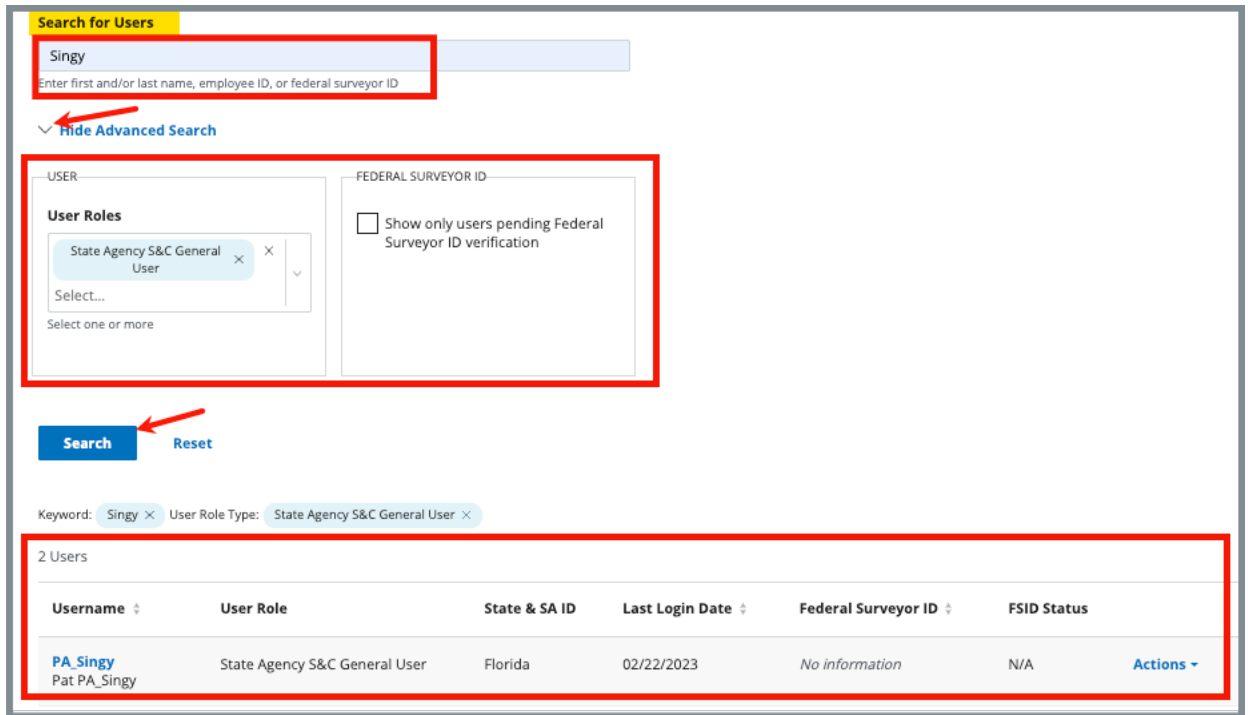 Search for Users
Singy
Enter first and/or last name, employee ID, or federal surveyor ID
Hide Advanced Search
USER
User Roles
State Agency S&C General
User
Select...
Select one or more
FEDERAL SURVEYOR ID
Show only users pending Federal
Surveyor ID verification
Search Reset
Keyword: Singy × User Role Type: State Agency S&C General User ×
2 Users
Username User Role State & SA ID Last Login Date Federal Surveyor ID FSID Status
PA_Singy State Agency S&C General User Florida 02/22/2023 No information N/A Actions
Pat PA_Singy